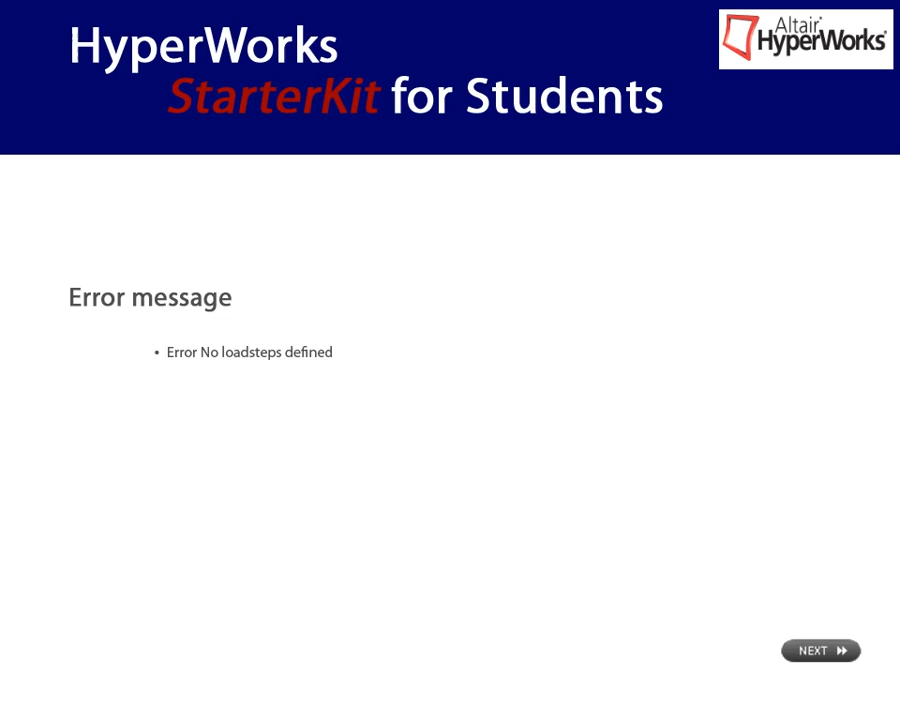 HyperWorks
StarterKit for Students
Altair®
HyperWorks®
Error message
• Error No loadsteps defined
NEXT